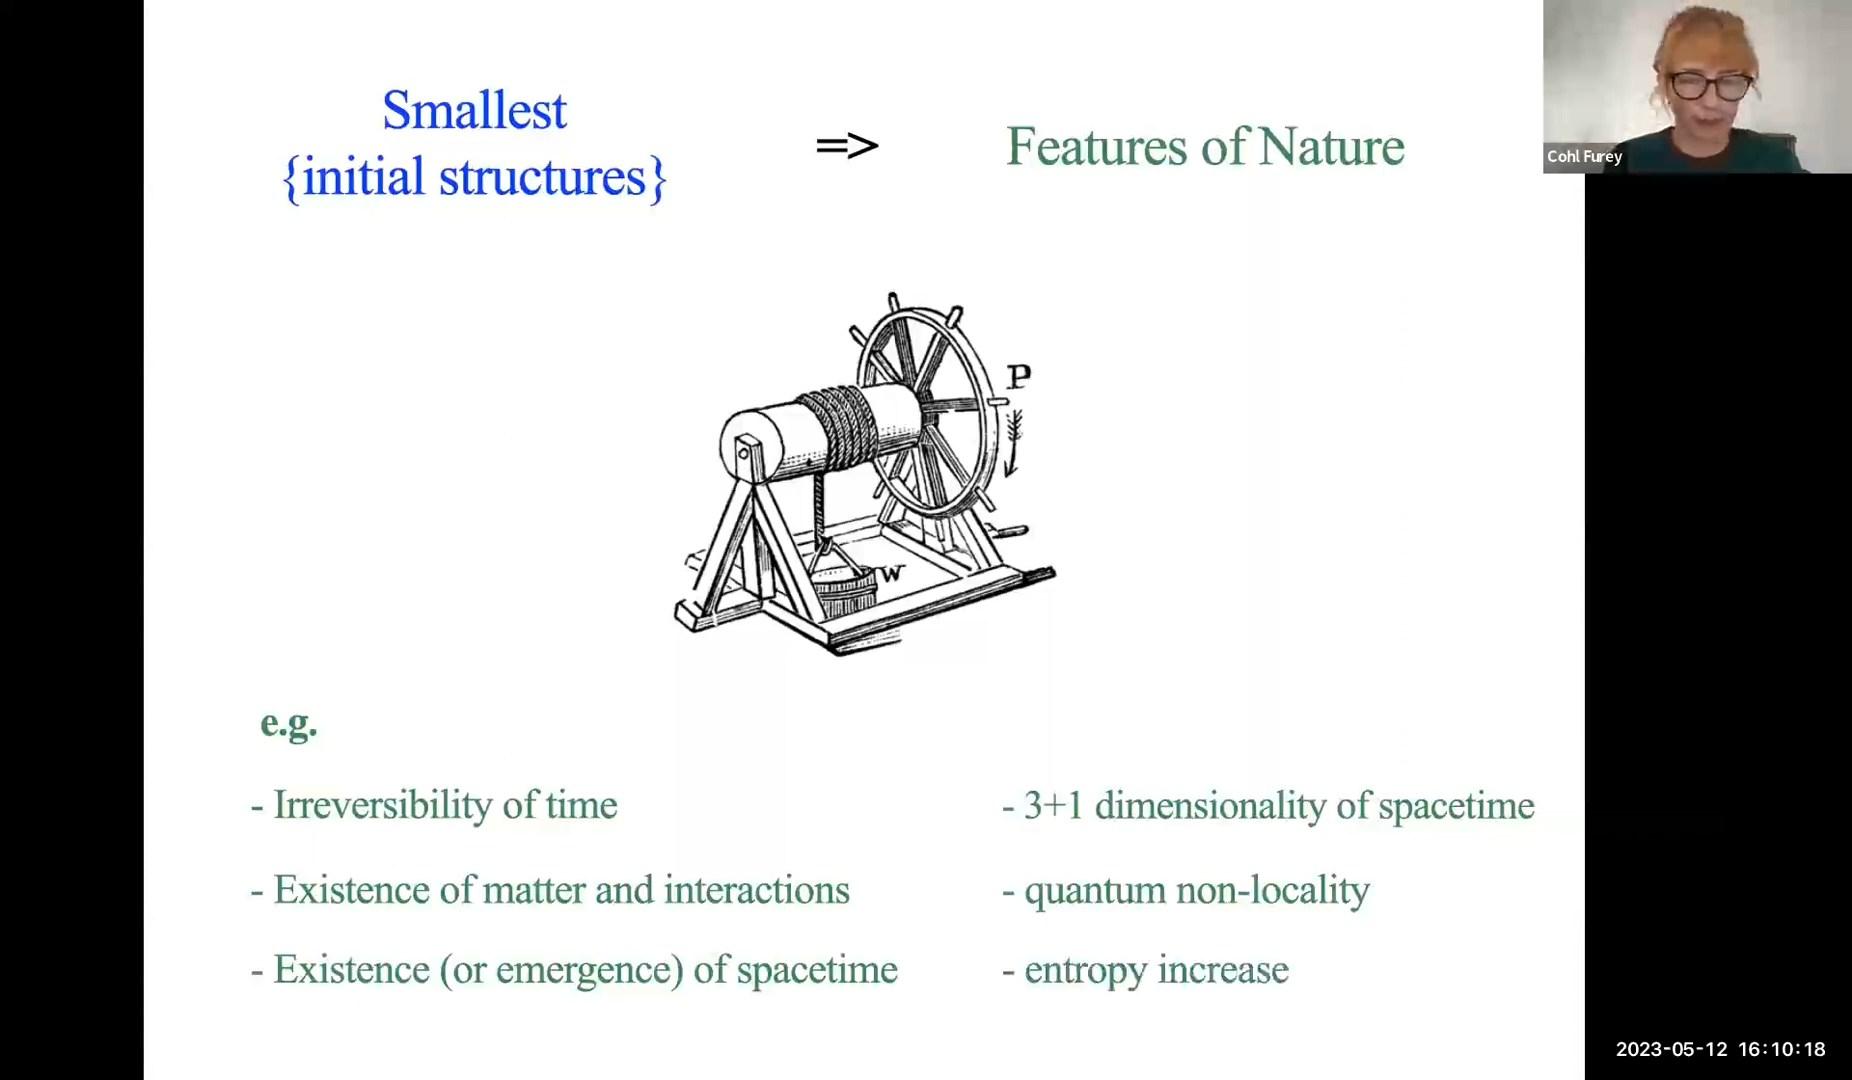 Smallest
{initial structures}
=>
Features of Nature
Cohl Furey
P
W
e.g.
- Irreversibility of time
- 3+1 dimensionality of spacetime
- Existence of matter and interactions
- quantum non-locality
- Existence (or emergence) of spacetime
- entropy increase
2023-05-12 16:10:18